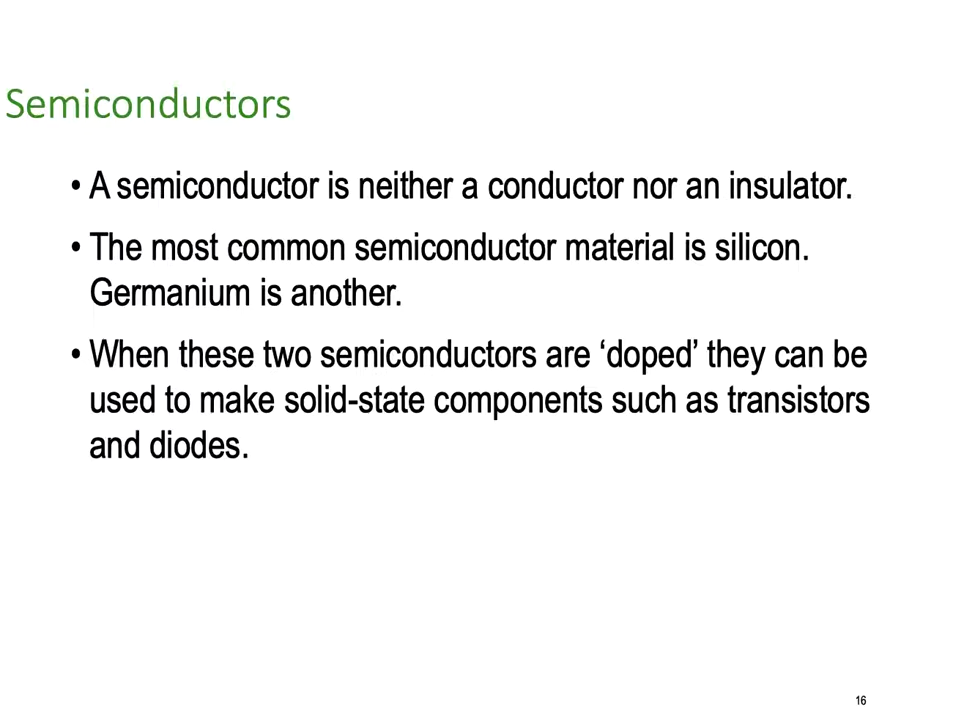 Semiconductors
• A semiconductor is neither a conductor nor an insulator.
• The most common semiconductor material is silicon.
Germanium is another.
• When these two semiconductors are ‘doped’ they can be
used to make solid-state components such as transistors
and diodes.
16